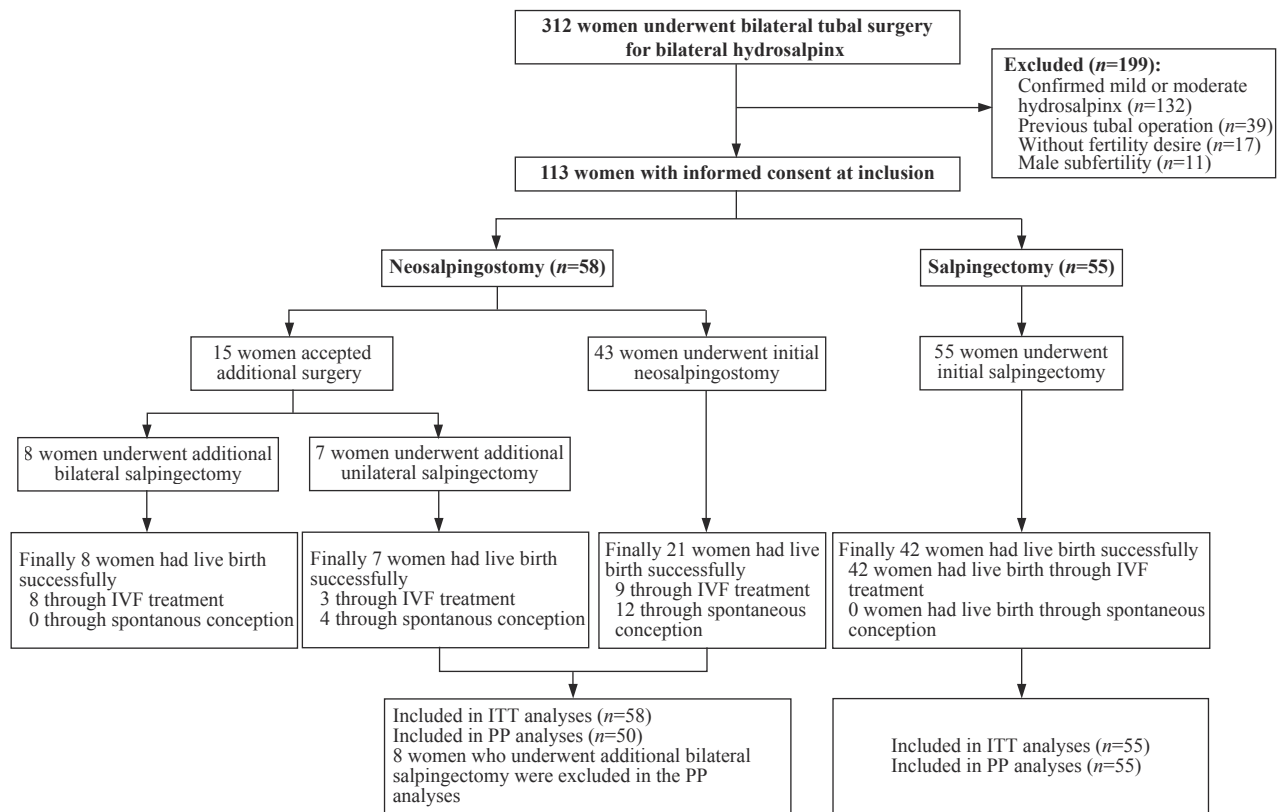 312 women underwent bilateral tubal surgery
for bilateral hydrosalpinx
Excluded (n=199):
Confirmed mild or moderate
hydrosalpinx (n=132)
Previous tubal operation (n=39)
Without fertility desire (n=17)
Male subfertility (n=11)
113 women with informed consent at inclusion
Neosalpingostomy (n=58)
Salpingectomy (n=55)
15 women accepted
additional surgery
43 women underwent initial
neosalpingostomy
55 women underwent
initial salpingectomy
8 women underwent additional
bilateral salpingectomy
7 women underwent additional
unilateral salpingectomy
Finally 8 women had live birth
successfully
8 through IVF treatment
0 through spontanous conception
Finally 7 women had live birth
successfully
3 through IVF treatment
4 through spontanous conception
Finally 21 women had live
birth successfully
9 through IVF treatment
12 through spontaneous
conception
Finally 42 women had live birth successfully
42 women had live birth through IVF
treatment
0 women had live birth through spontaneous
conception
Included in ITT analyses (n=58)
Included in PP analyses (n=50)
8 women who underwent additional bilateral
salpingectomy were excluded in the PP
analyses
Included in ITT analyses (n=55)
Included in PP analyses (n=55)